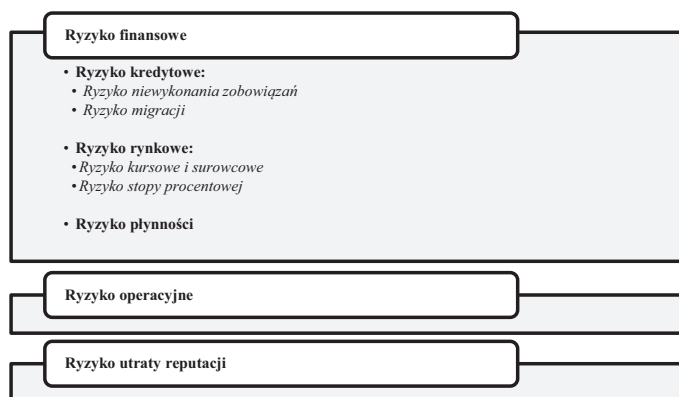 Ryzyko finansowe
• Ryzyko kredytowe:
• Ryzyko niewykonania zobowiązań
• Ryzyko migracji
• Ryzyko rynkowe:
• Ryzyko kursowe i surowcowe
• Ryzyko stopy procentowej
• Ryzyko płynności
Ryzyko operacyjne
Ryzyko utraty reputacji